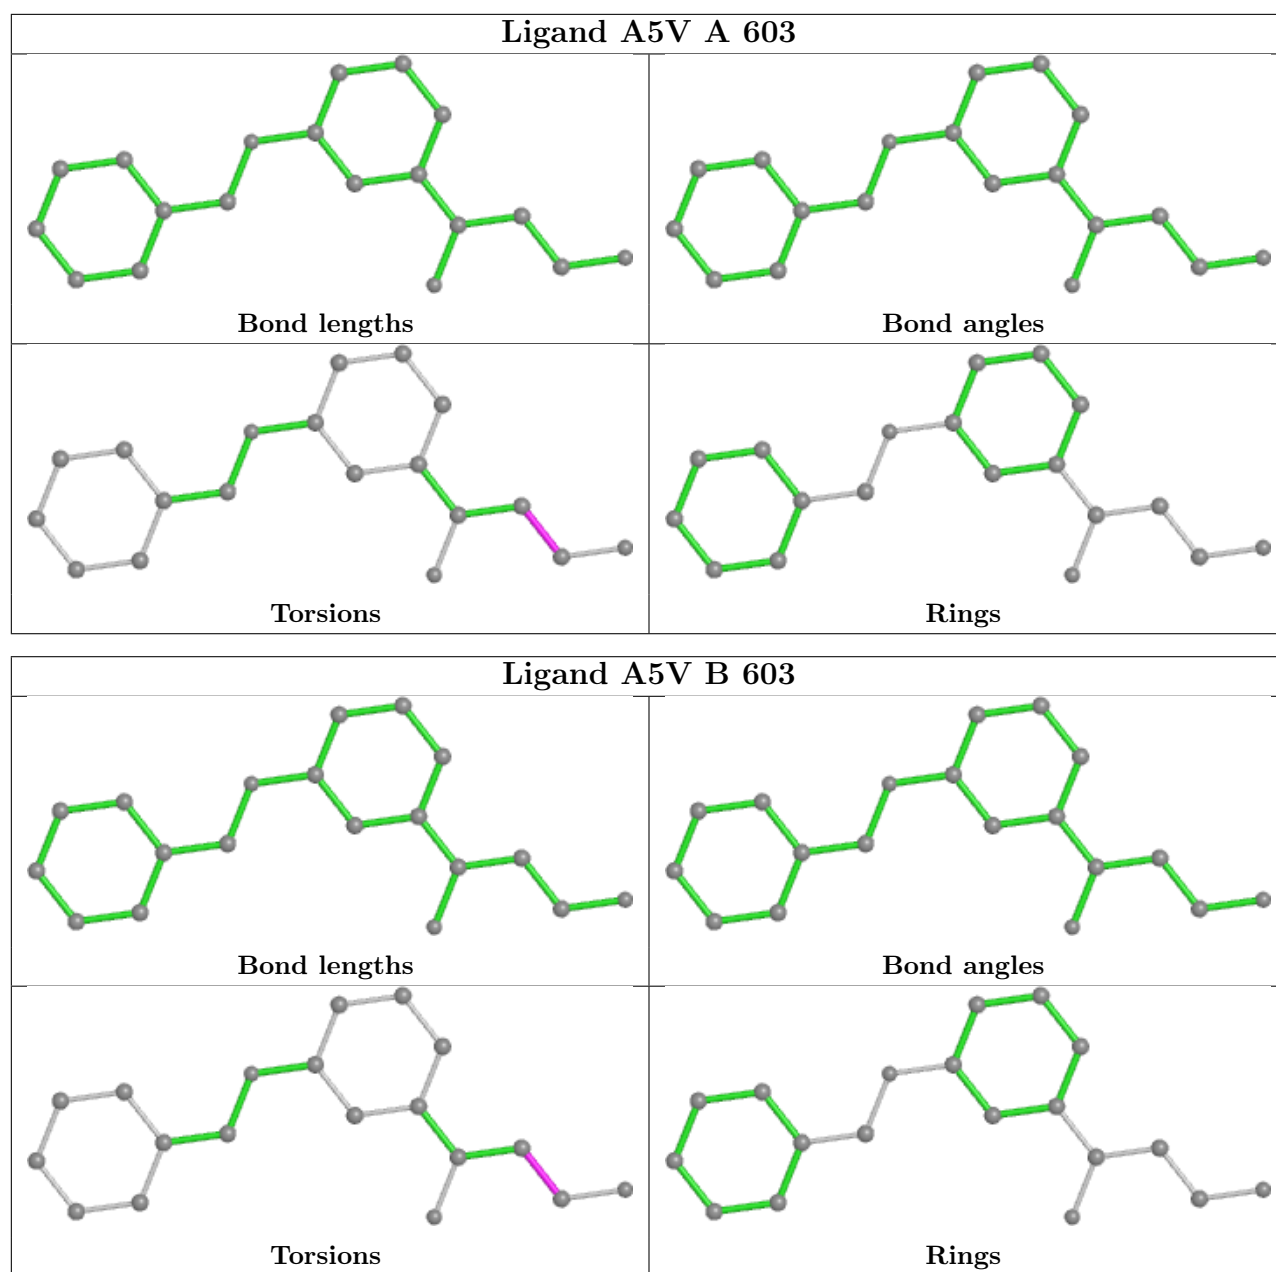 Ligand A5V A 603
Bond lengths
Bond angles
Torsions
Rings
Ligand A5V B 603
Bond lengths
Bond angles
Torsions
Rings